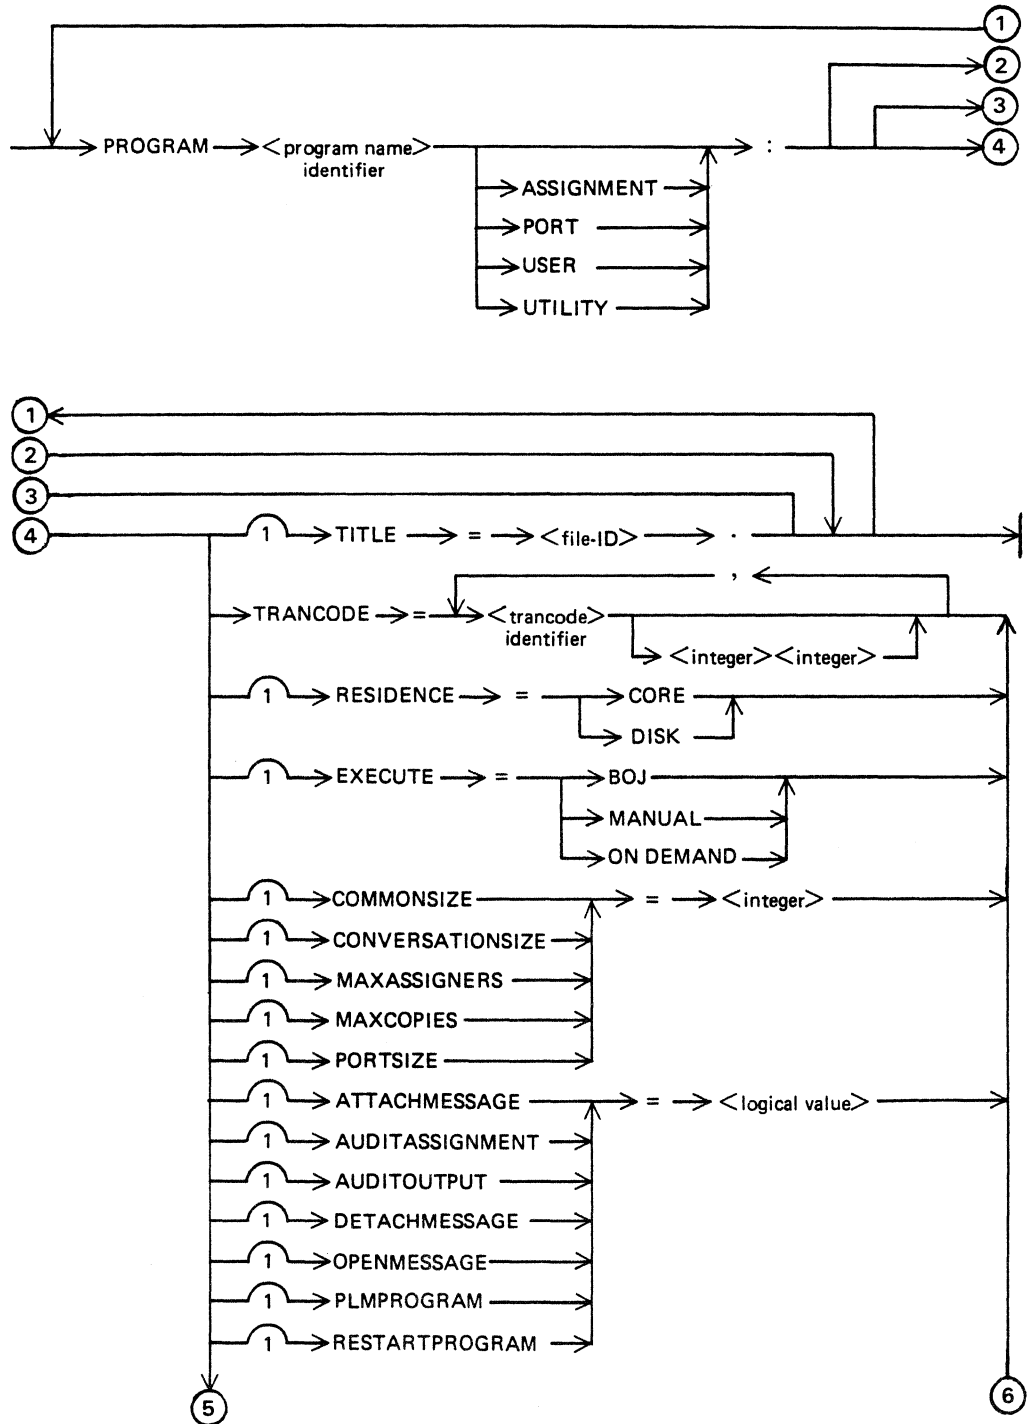 1
2
3
PROGRAM <program name identifier> : 4
ASSIGNMENT
PORT
USER
UTILITY
1
2
3
4 1 TITLE = <file-ID> .
,
TRANCODE = <trancode identifier>
<integer><integer>
1 RESIDENCE = CORE
DISK
1 EXECUTE = BOJ
MANUAL
ON DEMAND
1 COMMONSIZE = <integer>
1 CONVERSATIONSIZE
1 MAXASSIGNERS
1 MAXCOPIES
1 PORTSIZE
1 ATTACHMESSAGE = <logical value>
1 AUDITASSIGNMENT
1 AUDITOUTPUT
1 DETACHMESSAGE
1 OPENMESSAGE
1 PLMPROGRAM
1 RESTARTPROGRAM
5 6